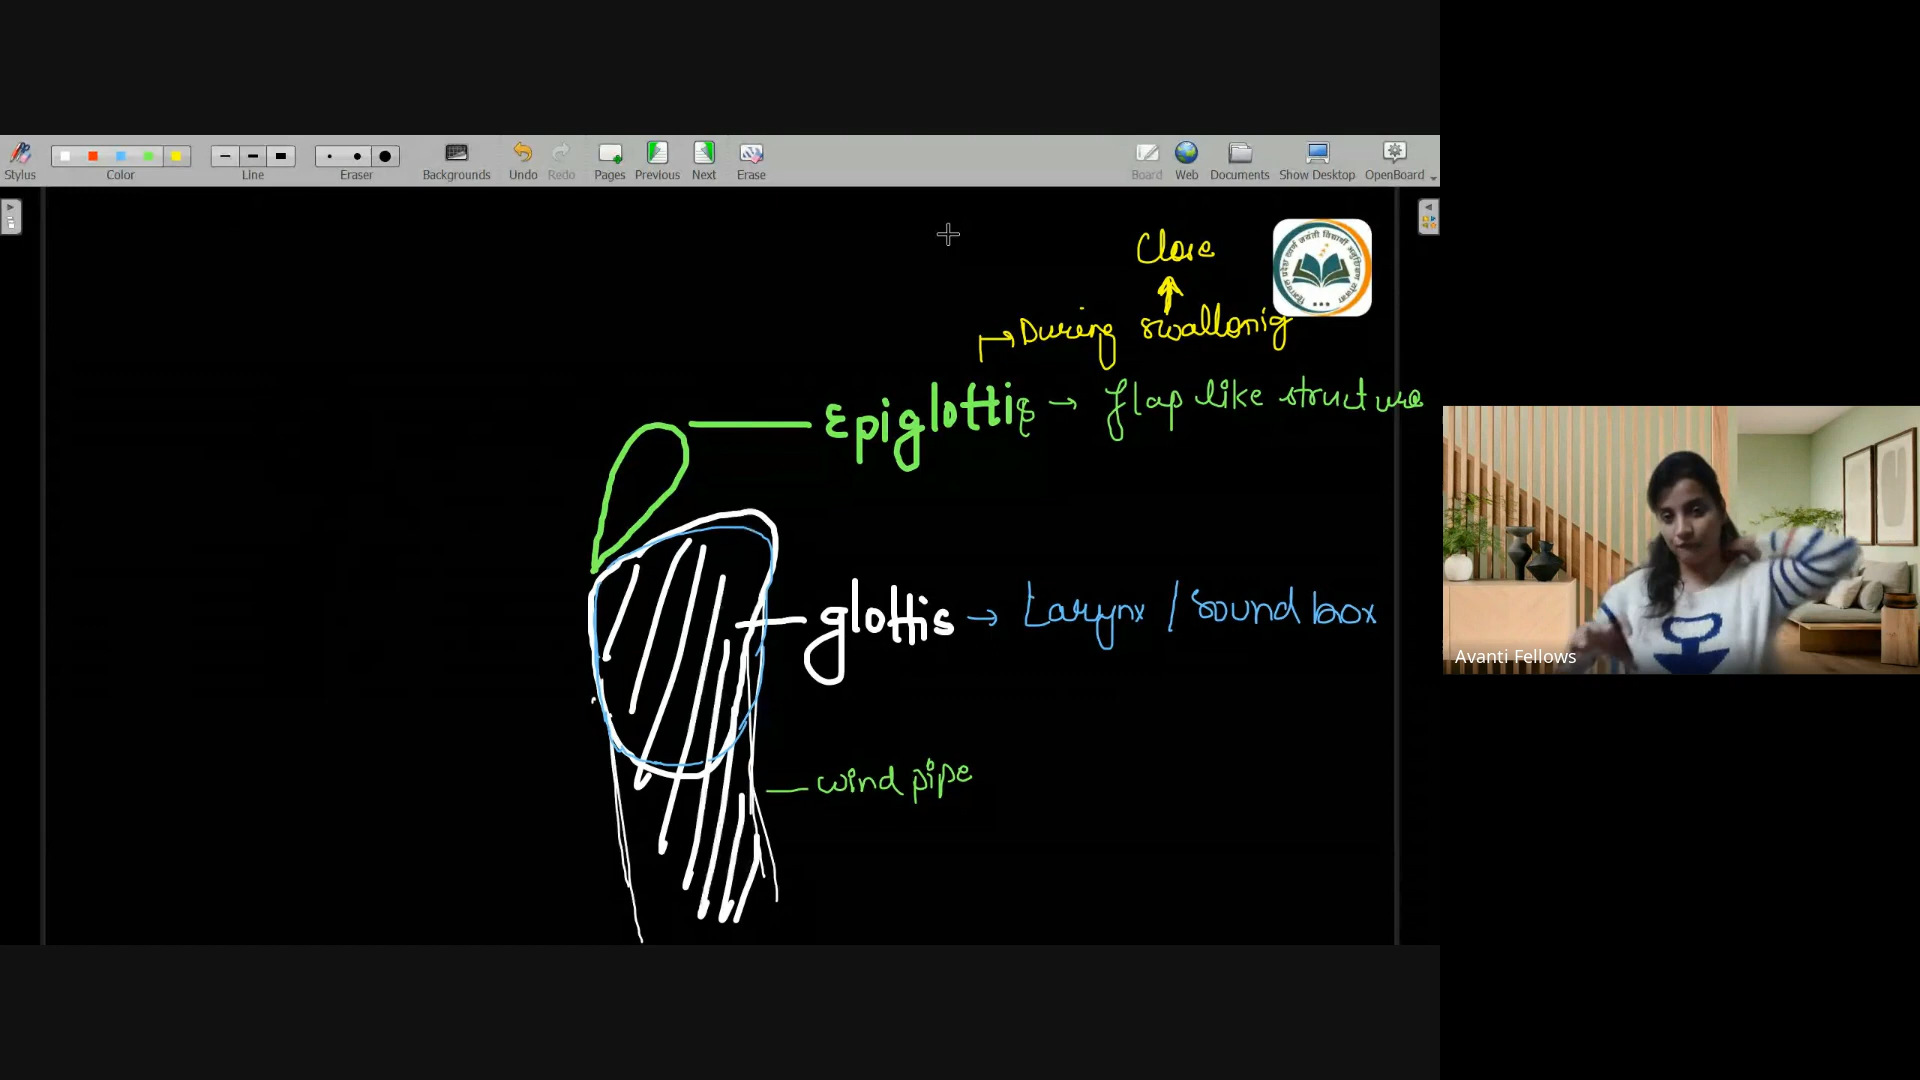 Stylus
Color
Line
Eraser
Backgrounds
Undo
Redo
Pages
Previous
Next
Erase
Board
Web
Documents
Show Desktop
OpenBoard
Close
↑
During swallonig
Epiglottis → flap like structure
glottis → Larynx / Sound box
wind pipe
Avanti Fellows